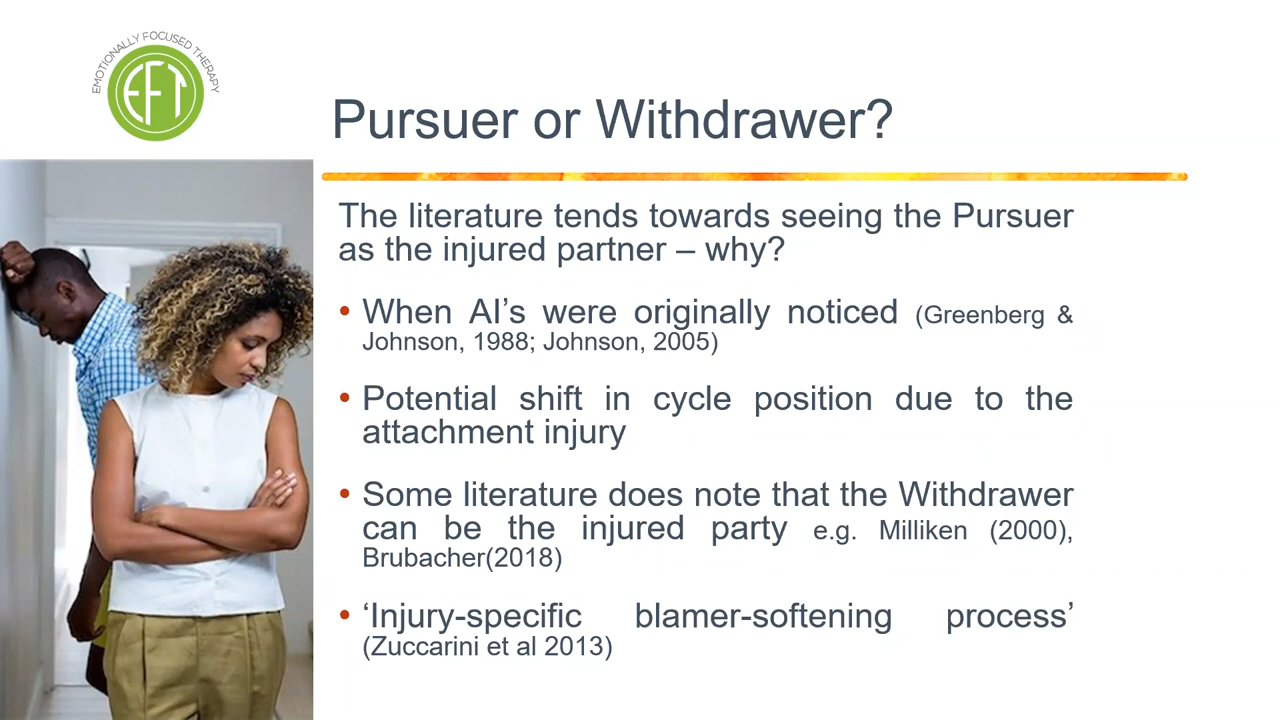 EMOTIONALLY FOCUSED THERAPY
EFT
Pursuer or Withdrawer?
The literature tends towards seeing the Pursuer
as the injured partner – why?
• When AI’s were originally noticed (Greenberg &
Johnson, 1988; Johnson, 2005)
• Potential shift in cycle position due to the
attachment injury
• Some literature does note that the Withdrawer
can be the injured party e.g. Milliken (2000),
Brubacher(2018)
• ‘Injury-specific blamer-softening process’
(Zuccarini et al 2013)